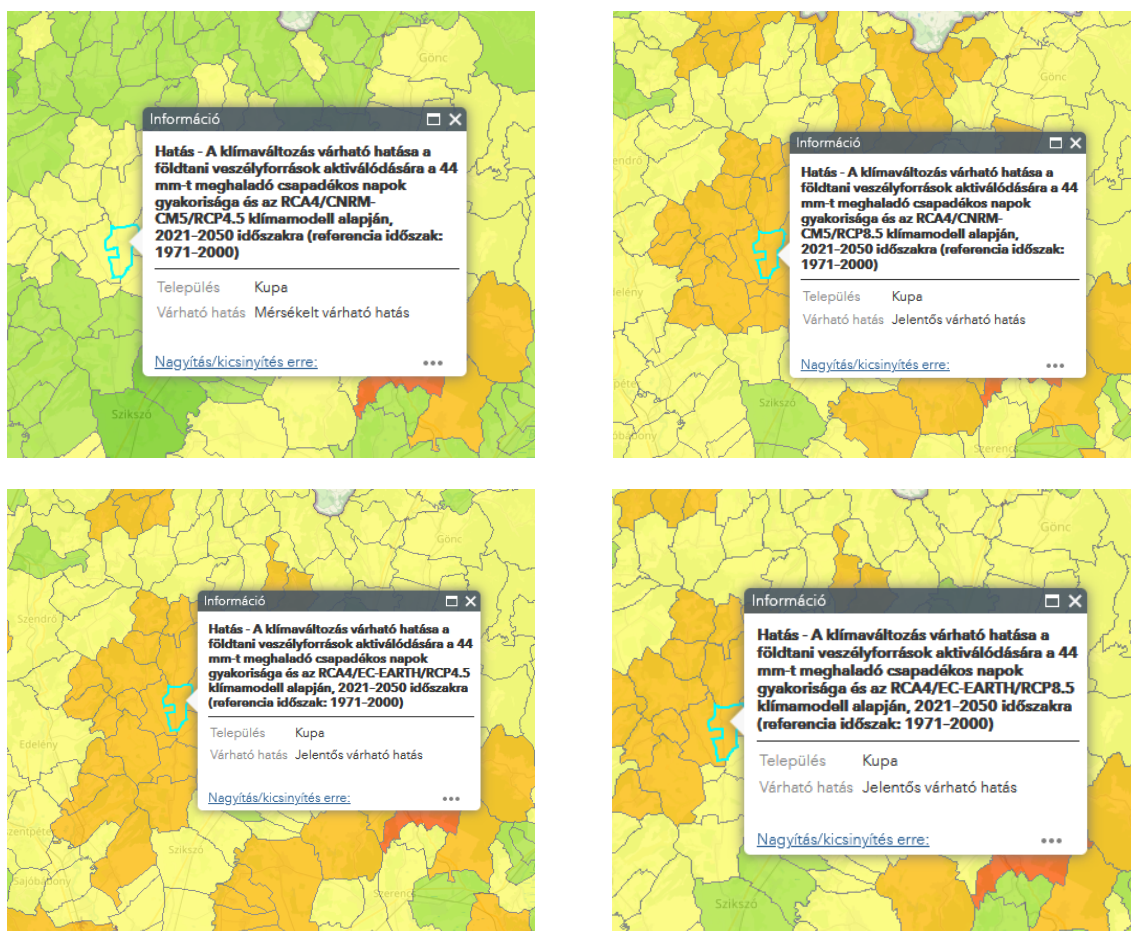 Gönc
Információ
Hatás - A klímaváltozás várható hatása a
földtani veszélyforrások aktiválódására a 44
mm-t meghaladó csapadékos napok
gyakorisága és az RCA4/CNRM-
CM5/RCP4.5 klímamodell alapján,
2021-2050 időszakra (referencia időszak:
1971-2000)
Település Kupa
Várható hatás Mérsékelt várható hatás
Nagyítás/kicsinyítés erre:
Szikszó
Gönc
Információ
Hatás - A klímaváltozás várható hatása a
földtani veszélyforrások aktiválódására a 44
mm-t meghaladó csapadékos napok
gyakorisága és az RCA4/CNRM-
CM5/RCP8.5 klímamodell alapján,
2021-2050 időszakra (referencia időszak:
1971-2000)
Település Kupa
Várható hatás Jelentős várható hatás
Nagyítás/kicsinyítés erre:
Szikszó
Szerenc
Gönc
Információ
Szendrő
Hatás - A klímaváltozás várható hatása a
földtani veszélyforrások aktiválódására a 44
mm-t meghaladó csapadékos napok
gyakorisága és az RCA4/EC-EARTH/RCP4.5
klímamodell alapján, 2021-2050 időszakra
(referencia időszak: 1971-2000)
Település Kupa
Edelény
Várható hatás Jelentős várható hatás
Nagyítás/kicsinyítés erre:
Szikszó
Sajóbábony
Szerencs
Gönc
Információ
Hatás - A klímaváltozás várható hatása a
földtani veszélyforrások aktiválódására a 44
mm-t meghaladó csapadékos napok
gyakorisága és az RCA4/EC-EARTH/RCP8.5
klímamodell alapján, 2021-2050 időszakra
(referencia időszak: 1971-2000)
Település Kupa
Várható hatás Jelentős várható hatás
Nagyítás/kicsinyítés erre:
Szikszó